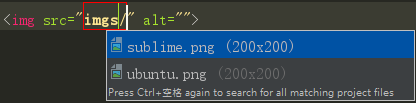 <img src="imgs/" alt="">
sublime.png (200x200)
ubuntu.png (200x200)
Press Ctrl+空格 again to search for all matching project files